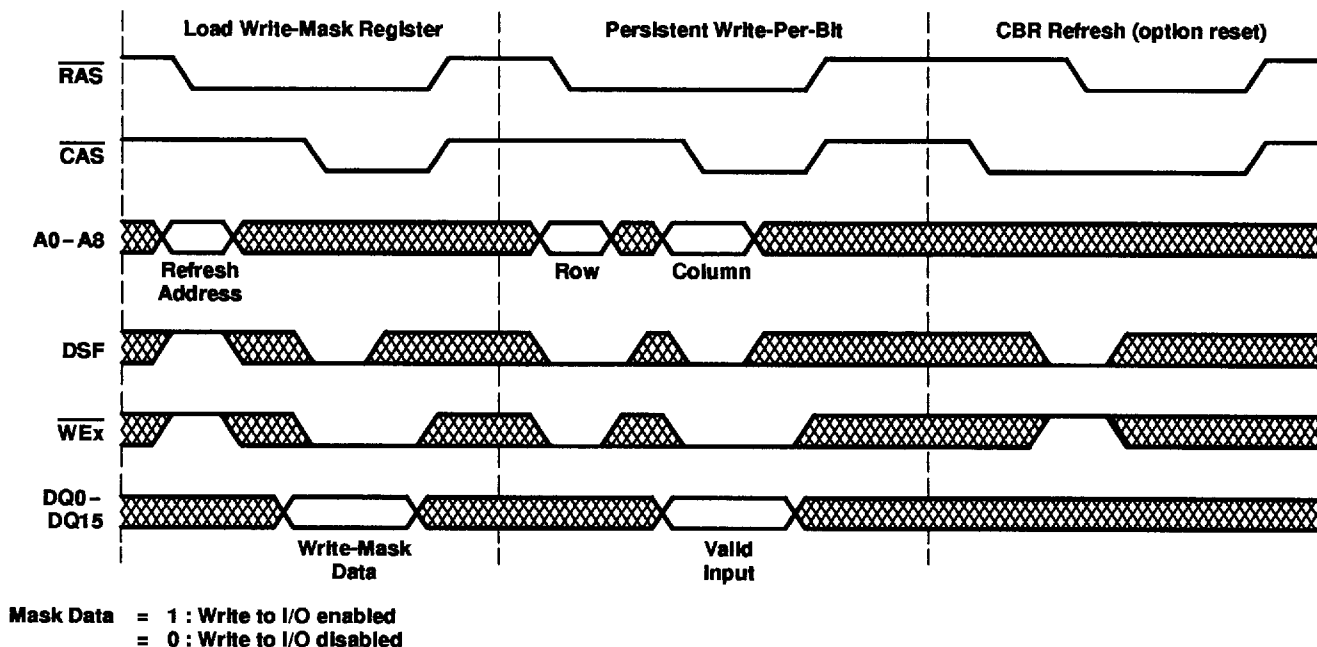 Load Write-Mask Register
Persistent Write-Per-Bit
CBR Refresh (option reset)
RAS
CAS
A0 – A8
Refresh
Address
Row
Column
DSF
WEx
DQ0 –
DQ15
Write-Mask
Data
Valid
Input
Mask Data = 1 : Write to I/O enabled
= 0 : Write to I/O disabled